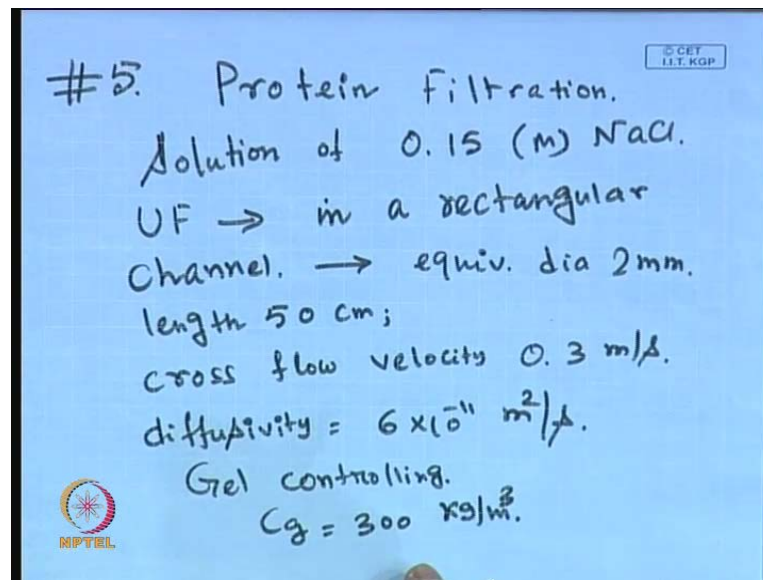 © CET
I.I.T. KGP
#5. Protein Filtration.
Solution of 0.15 (M) NaCl.
UF → in a rectangular
channel. → equiv. dia 2mm.
length 50 cm;
cross flow velocity 0.3 m/s.
diffusivity = 6 × 10⁻¹¹ m²/s.
Gel controlling.
Cg = 300 kg/m³.
NPTEL